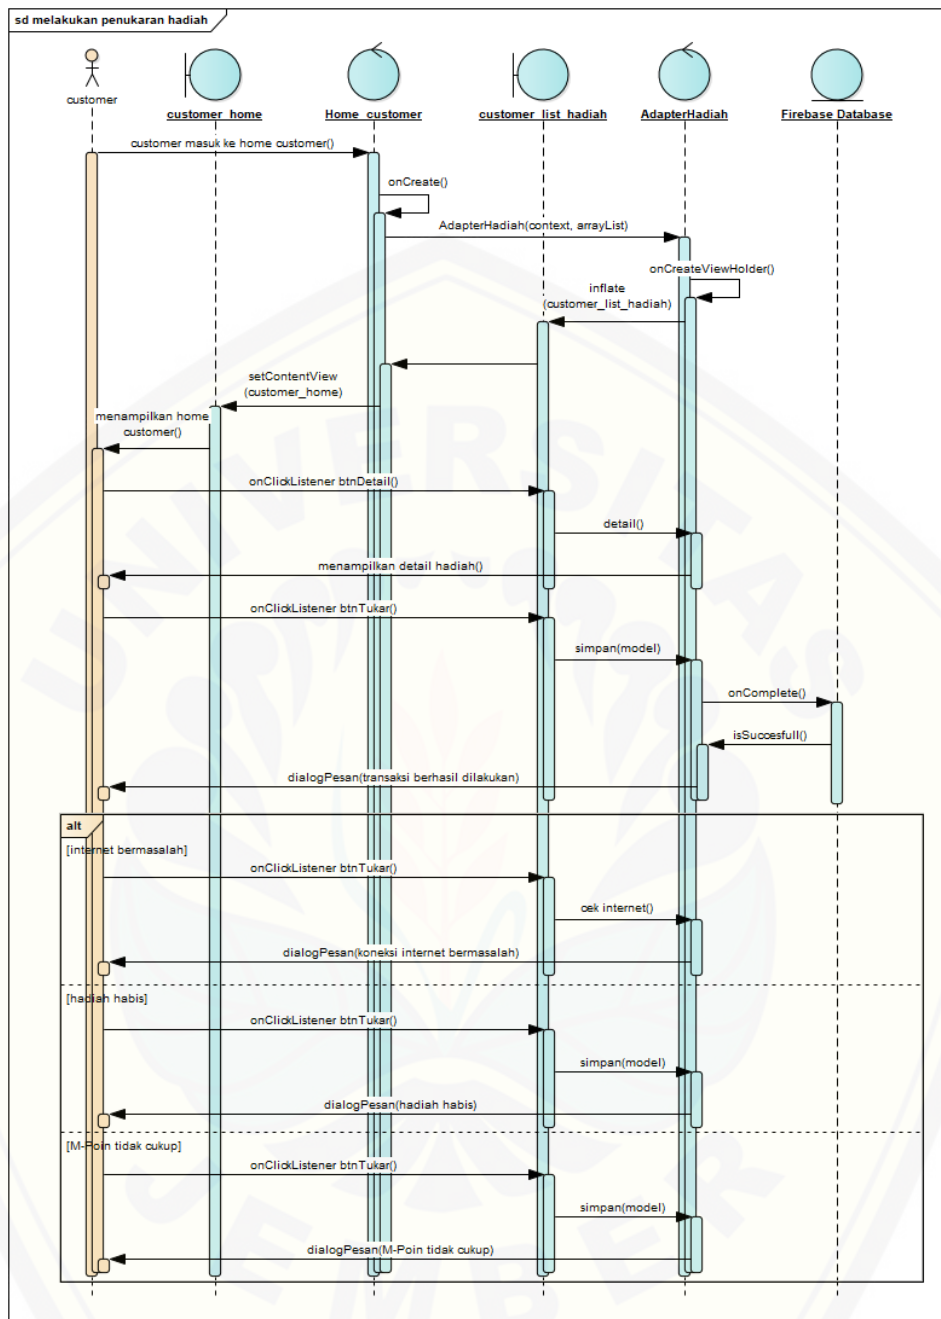 sd melakukan penukaran hadiah
customer
customer_home
Home_customer
customer_list_hadiah
AdapterHadiah
Firebase Database
customer masuk ke home customer()
onCreate()
AdapterHadiah(context, arrayList)
onCreateViewHolder()
inflate
(customer_list_hadiah)
setContentView
(customer_home)
menampilkan home
customer()
onClickListener btnDetail()
detail()
menampilkan detail hadiah()
onClickListener btnTukar()
simpan(model)
onComplete()
isSuccesfull()
dialogPesan(transaksi berhasil dilakukan)
alt
[internet bermasalah]
onClickListener btnTukar()
cek internet()
dialogPesan(koneksi internet bermasalah)
[hadiah habis]
onClickListener btnTukar()
simpan(model)
dialogPesan(hadiah habis)
[M-Poin tidak cukup]
onClickListener btnTukar()
simpan(model)
dialogPesan(M-Poin tidak cukup)
UNIVERSITAS
JEMBER